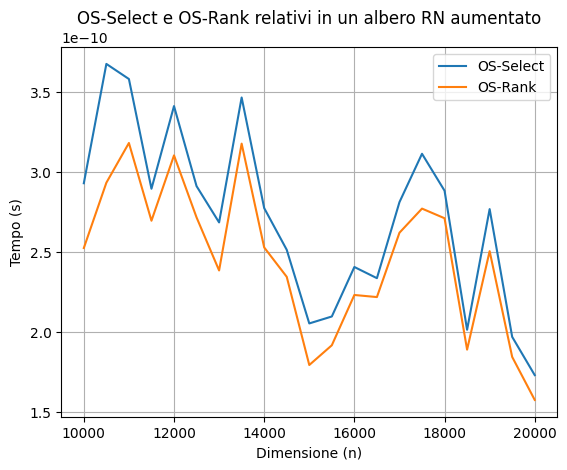 OS-Select e OS-Rank relativi in un albero RN aumentato
1e−10
OS-Select
OS-Rank
3.5
3.0
2.5
2.0
1.5
Tempo (s)
10000 12000 14000 16000 18000 20000
Dimensione (n)